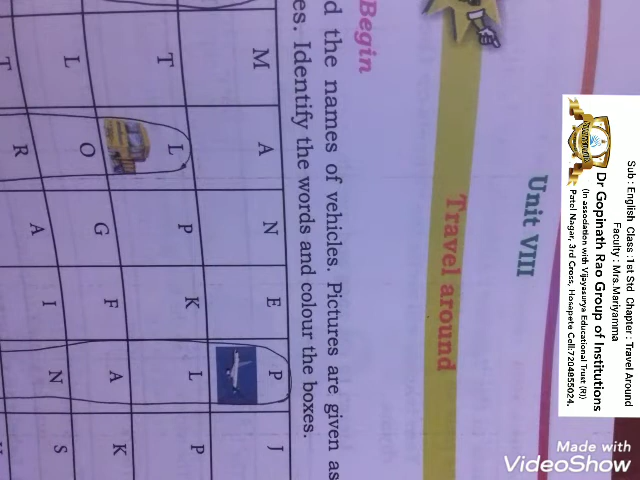 Sub : English Class :1st Std Chapter : Travel Around
Faculty : Mrs.Mariyamma
Dr Gopinath Rao Group of Institutions
(In association with Vijayasurya Educational Trust (R))
Patel Nagar, 3rd Cross, Hosapete Cell:7204855024,
Unit VIII
Travel around
Begin
d the names of vehicles. Pictures are given as
es. Identify the words and colour the boxes.
M A N E P J
T L P K L P
L O G F A K
T R A I N S
Made with
VideoShow